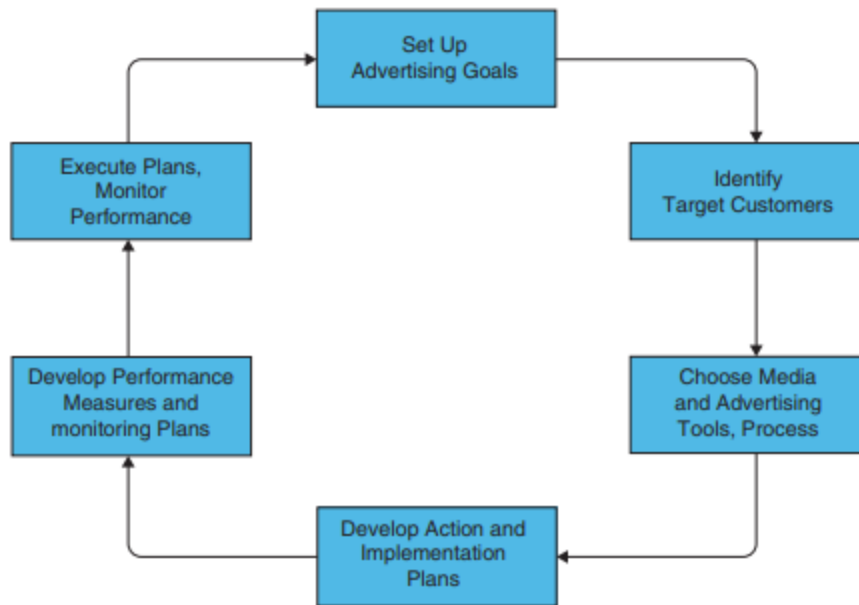 Set Up
Advertising Goals
Identify
Target Customers
Choose Media
and Advertising
Tools, Process
Develop Action and
Implementation
Plans
Develop Performance
Measures and
monitoring Plans
Execute Plans,
Monitor
Performance